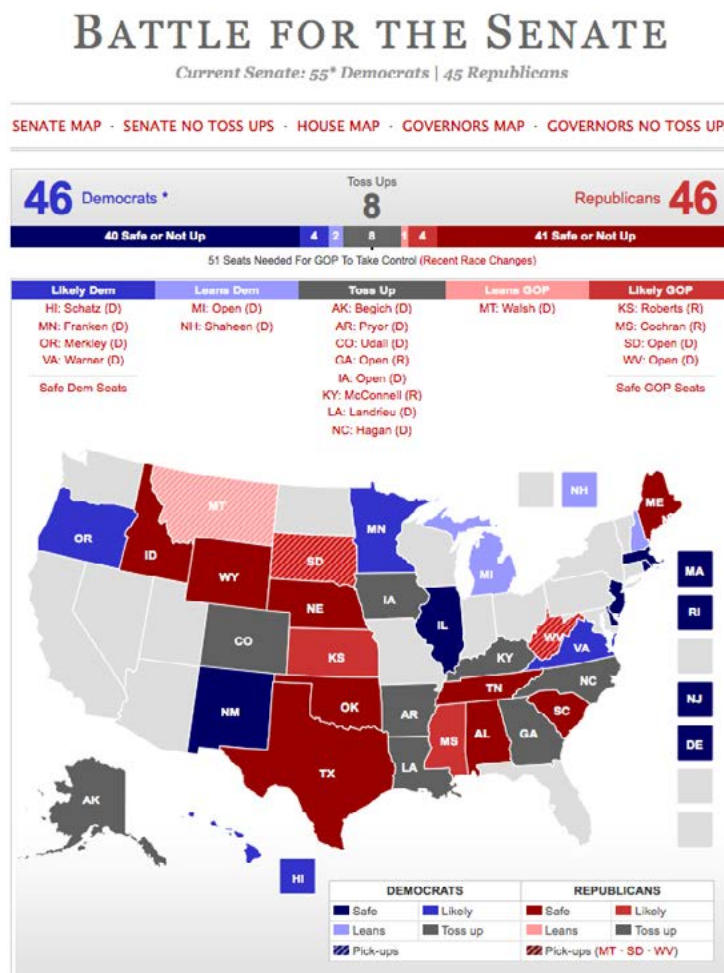 BATTLE FOR THE SENATE
Current Senate: 55* Democrats | 45 Republicans
SENATE MAP · SENATE NO TOSS UPS · HOUSE MAP · GOVERNORS MAP · GOVERNORS NO TOSS UP
46 Democrats *
Toss Ups
8
Republicans 46
40 Safe or Not Up 4 2 8 1 4 41 Safe or Not Up
51 Seats Needed For GOP To Take Control (Recent Race Changes)
Likely Dem
HI: Schatz (D)
MN: Franken (D)
OR: Merkley (D)
VA: Warner (D)
Safe Dem Seats
Leans Dem
MI: Open (D)
NH: Shaheen (D)
Toss Up
AK: Begich (D)
AR: Pryor (D)
CO: Udall (D)
GA: Open (R)
IA: Open (D)
KY: McConnell (R)
LA: Landrieu (D)
NC: Hagan (D)
Leans GOP
MT: Walsh (D)
Likely GOP
KS: Roberts (R)
MS: Cochran (R)
SD: Open (D)
WV: Open (D)
Safe GOP Seats
MT
NH
ME
OR
ID
MN
SD
WY
MI
MA
NE
IA
IL
RI
CO
KS
WV
VA
KY
NC
NJ
NM
OK
AR
TN
SC
DE
MS
AL
GA
TX
LA
AK
HI
DEMOCRATS
Safe
Likely
Leans
Toss up
Pick-ups
REPUBLICANS
Safe
Likely
Leans
Toss up
Pick-ups (MT - SD - WV)